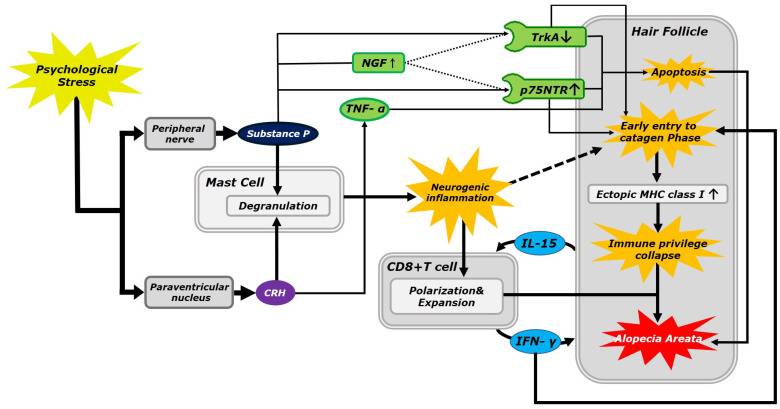 Psychological
Stress
Peripheral
nerve
Substance P
Paraventricular
nucleus
CRH
Mast Cell
Degranulation
NGF↑
TNF- α
TrkA↓
p75NTR↑
Neurogenic
inflammation
CD8+T cell
Polarization&
Expansion
IL-15
IFN- γ
Hair Follicle
Apoptosis
Early entry to
catagen Phase
Ectopic MHC class I ↑
Immune privilege
collapse
Alopecia Areata